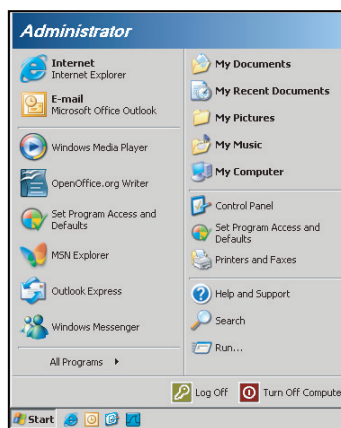 Administrator
Internet
Internet Explorer
E-mail
Microsoft Office Outlook
Windows Media Player
OpenOffice.org Writer
Set Program Access and
Defaults
MSN Explorer
Outlook Express
Windows Messenger
All Programs
My Documents
My Recent Documents
My Pictures
My Music
My Computer
Control Panel
Set Program Access and
Defaults
Printers and Faxes
Help and Support
Search
Run...
Log Off
Turn Off Compute
Start